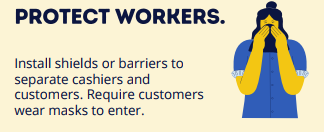 PROTECT WORKERS.
Install shields or barriers to
separate cashiers and
customers. Require customers
wear masks to enter.